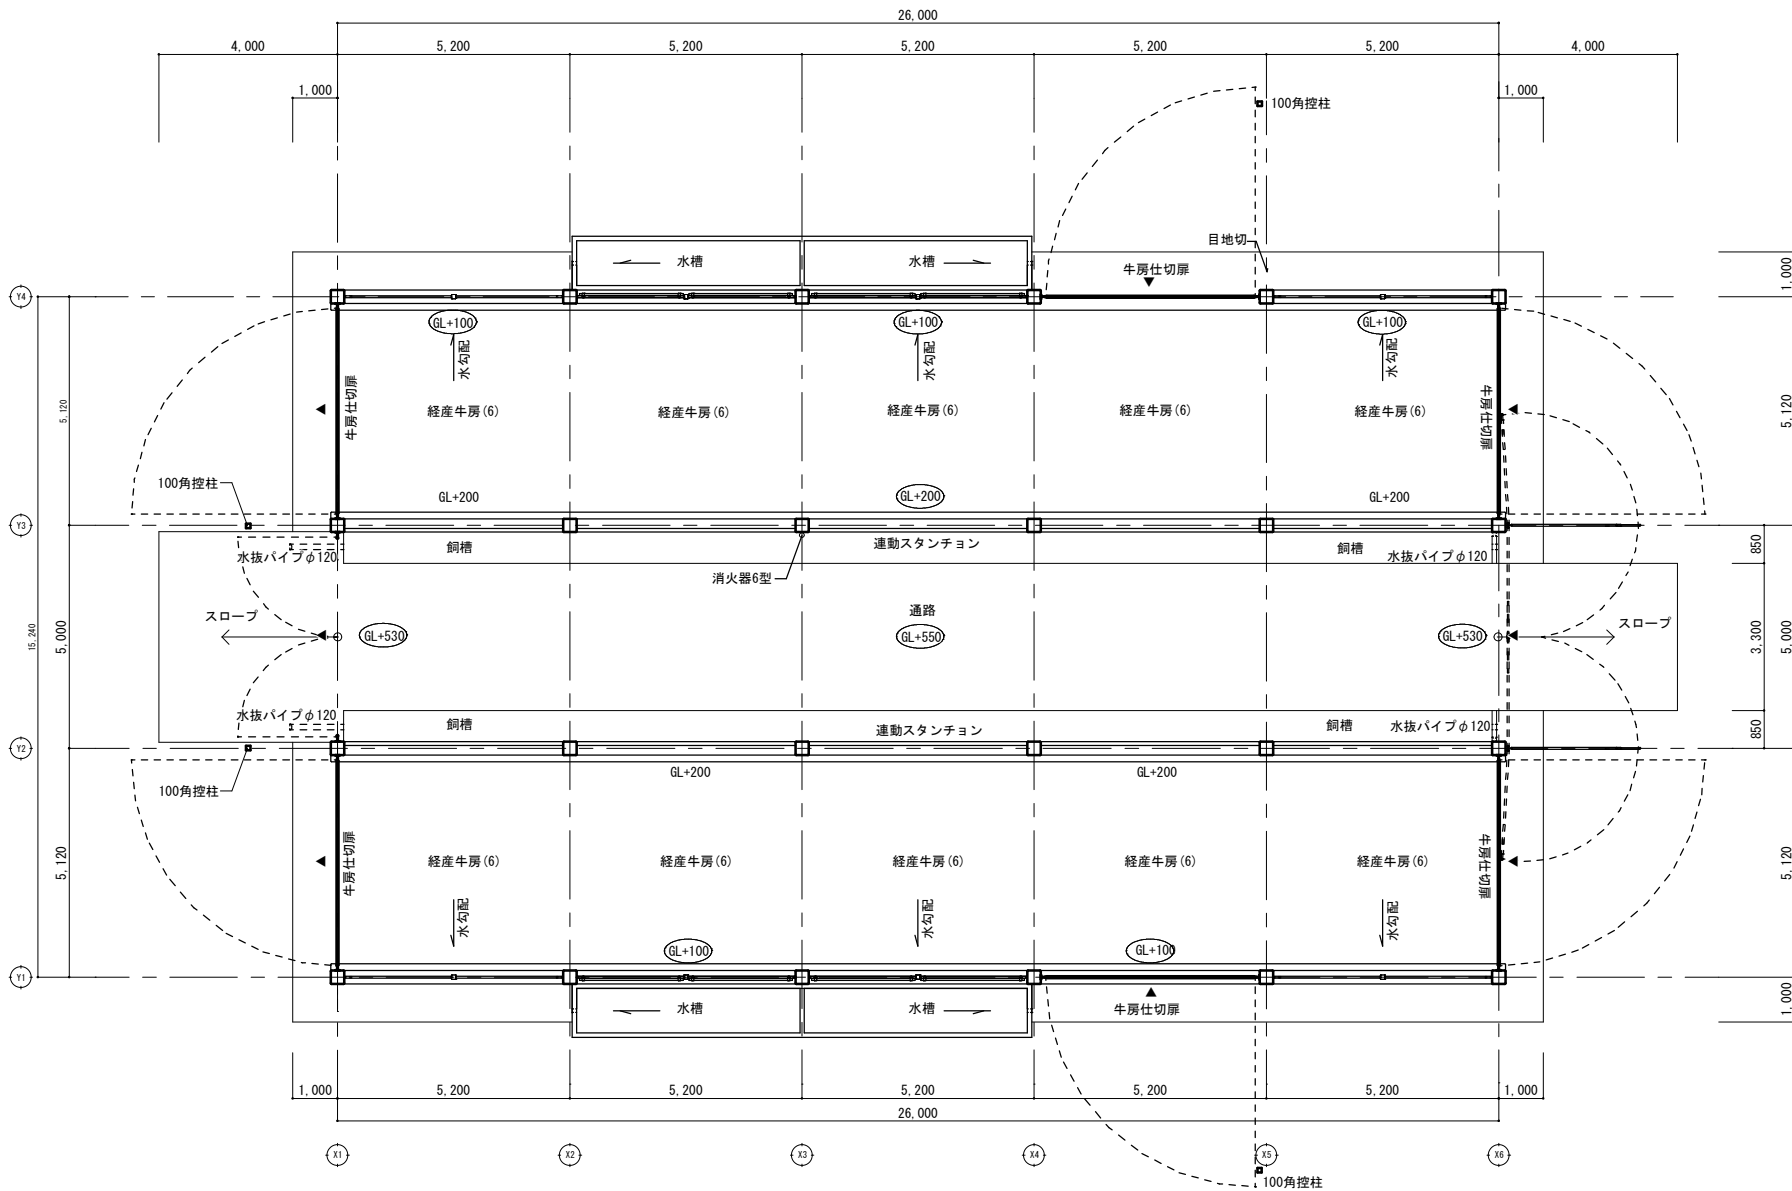 26,000
4,000 5,200 5,200 5,200 5,200 5,200 4,000
1,000 1,000
100角控柱
目地切
水槽 水槽 牛房仕切扉
1,000
Y4
GL+100 GL+100 GL+100
水勾配 水勾配 水勾配
牛房仕切扉 牛房仕切扉
5,120 5,120
経産牛房(6) 経産牛房(6) 経産牛房(6) 経産牛房(6) 経産牛房(6)
100角控柱
GL+200 GL+200 GL+200
Y3
飼槽 連動スタンチョン 飼槽
水抜パイプφ120 水抜パイプφ120
850
消火器6型
スロープ 通路 スロープ
GL+530 GL+550 GL+530
15,240 5,000 3,300 5,000
水抜パイプφ120 飼槽 連動スタンチョン 飼槽 水抜パイプφ120
850
Y2
GL+200 GL+200
100角控柱
牛房仕切扉 牛房仕切扉
5,120 5,120
経産牛房(6) 経産牛房(6) 経産牛房(6) 経産牛房(6) 経産牛房(6)
水勾配 水勾配 水勾配
GL+100 GL+100
Y1
水槽 水槽 牛房仕切扉
1,000
1,000 5,200 5,200 5,200 5,200 5,200 1,000
26,000
X1 X2 X3 X4 X5 X6
100角控柱